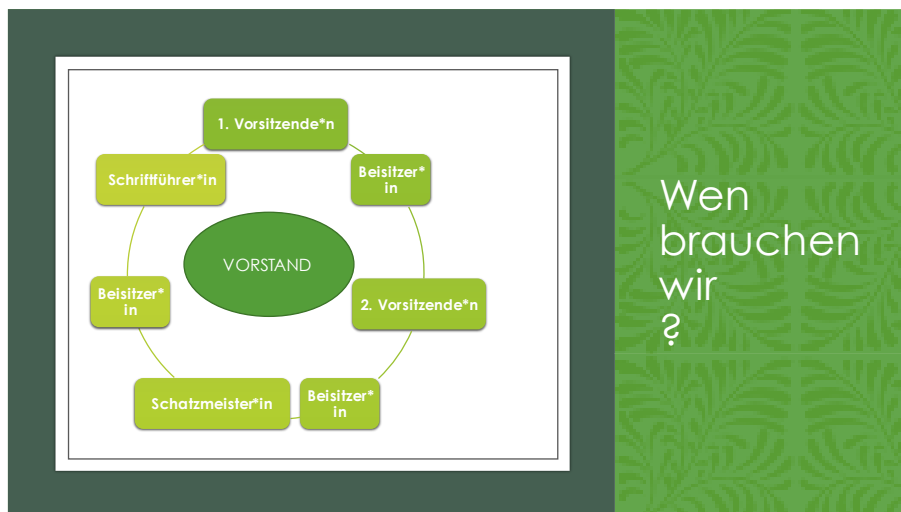 1. Vorsitzende*n
Schriftführer*in
Beisitzer*
in
VORSTAND
Beisitzer*
in
2. Vorsitzende*n
Schatzmeister*in
Beisitzer*
in
Wen
brauchen
wir
?